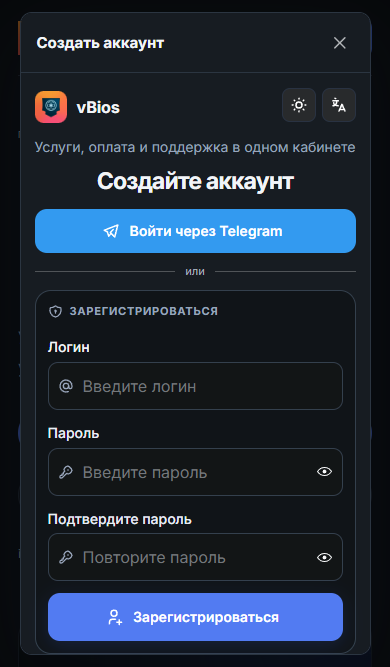 Создать аккаунт
vBios
Услуги, оплата и поддержка в одном кабинете
Создайте аккаунт
Войти через Telegram
или
ЗАРЕГИСТРИРОВАТЬСЯ
Логин
Введите логин
Пароль
Введите пароль
Подтвердите пароль
Повторите пароль
Зарегистрироваться